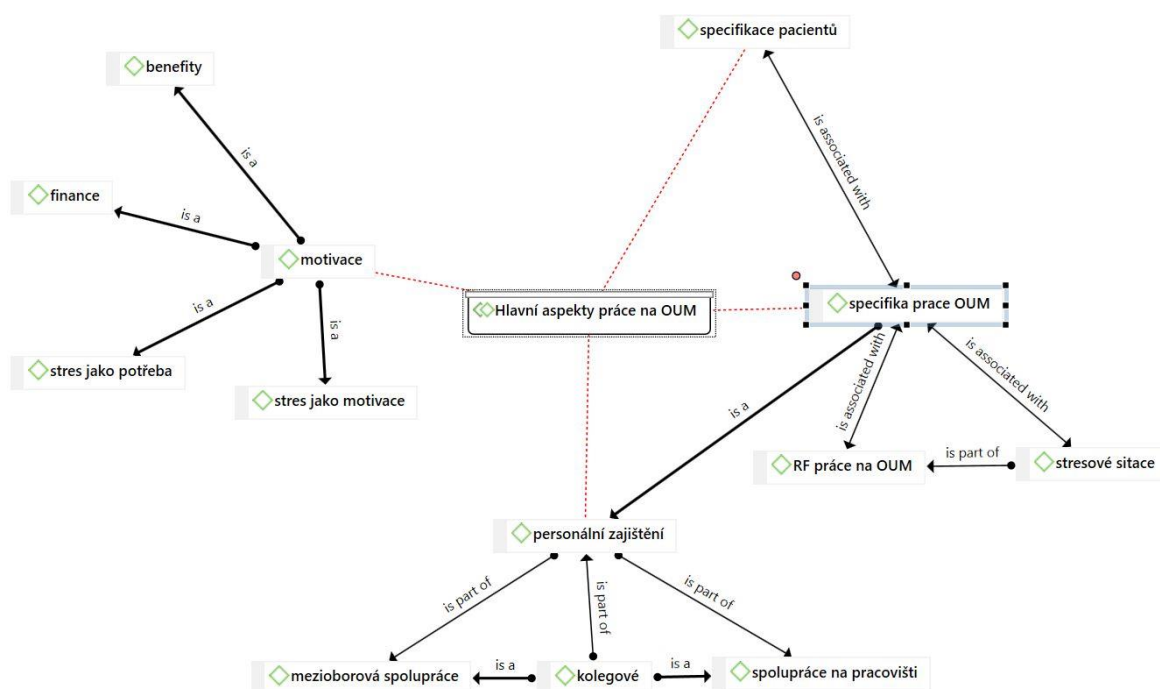 specifikace pacientů
benefity
is a
is associated with
finance
is a
motivace
is a
is a
Hlavní aspekty práce na OUM
specifika prace OUM
stres jako potřeba
stres jako motivace
is a
is associated with
is associated with
RF práce na OUM
is part of
stresové sitace
personální zajištění
is part of
is part of
is part of
mezioborová spolupráce
is a
kolegové
is a
spolupráce na pracovišti